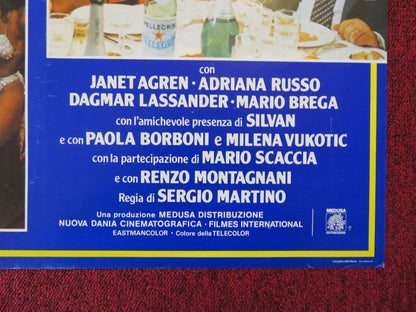 S.PELLEGRINO
con
JANET AGREN · ADRIANA RUSSO
DAGMAR LASSANDER · MARIO BREGA
con l'amichevole presenza di SILVAN
e con PAOLA BORBONI e MILENA VUKOTIC
con la partecipazione di MARIO SCACCIA
e con RENZO MONTAGNANI
Regia di SERGIO MARTINO
Una produzione MEDUSA DISTRIBUZIONE
NUOVA DANIA CINEMATOGRAFICA · FILMES INTERNATIONAL
EASTMANCOLOR · Colore della TELECOLOR
MEDUSA
DISTRIBUZIONE